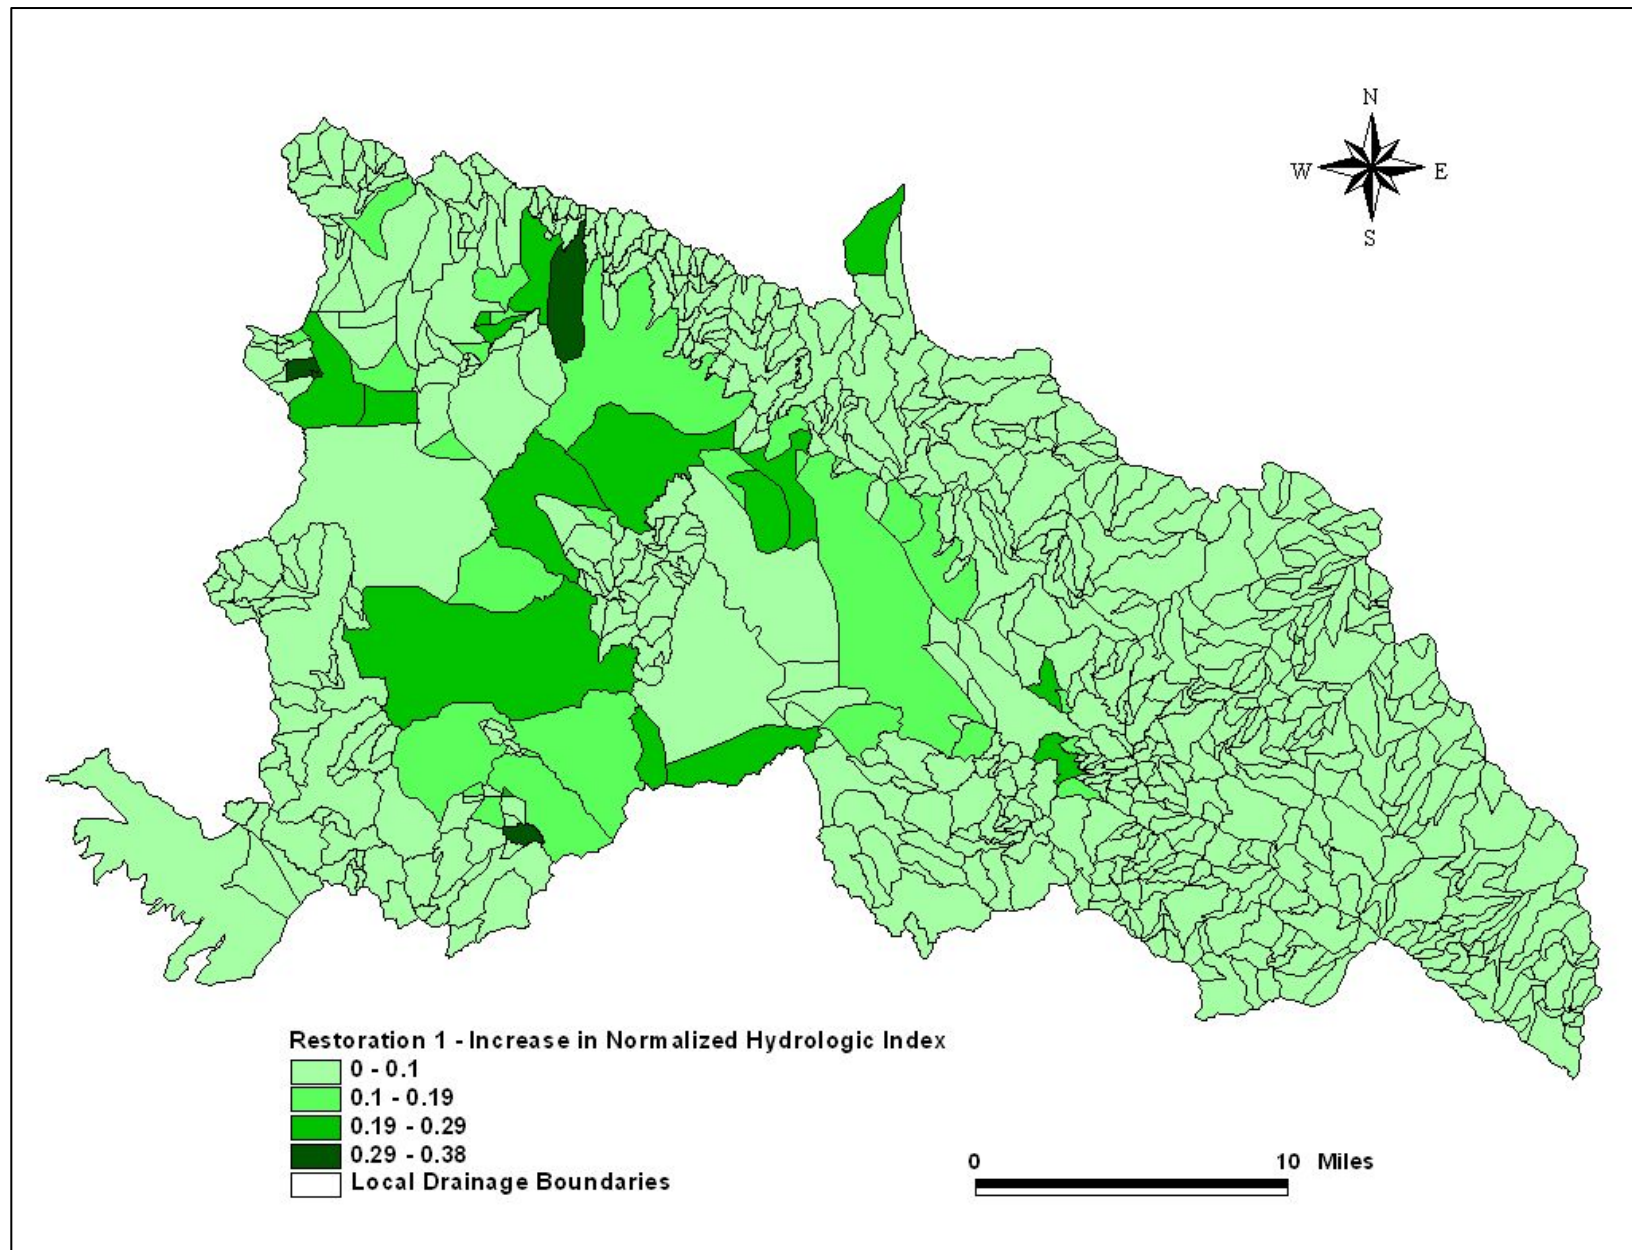 N
W E
S
Restoration 1 - Increase in Normalized Hydrologic Index
0 - 0.1
0.1 - 0.19
0.19 - 0.29
0.29 - 0.38
Local Drainage Boundaries
0 10 Miles